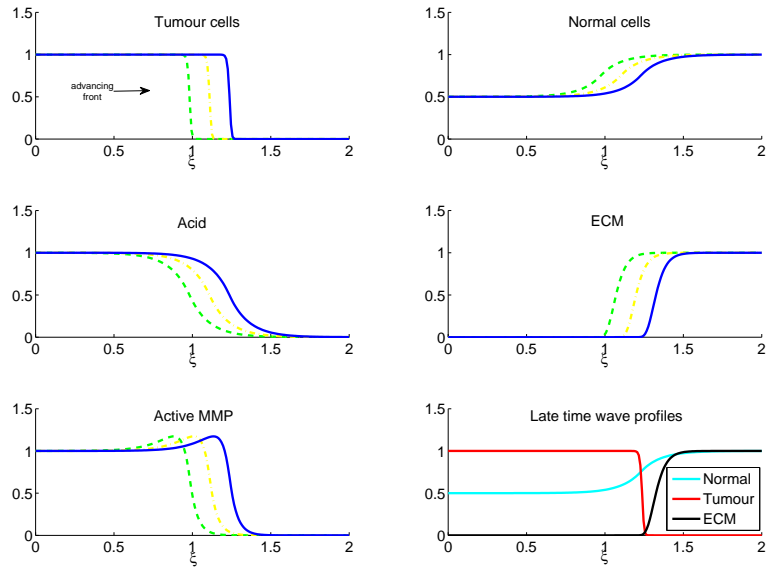 Tumour cells
1.5
1
0.5
0
advancing
front
0 0.5 1 1.5 2
ξ
Normal cells
1.5
1
0.5
0
0 0.5 1 1.5 2
ξ
Acid
1.5
1
0.5
0
0 0.5 1 1.5 2
ξ
ECM
1.5
1
0.5
0
0 0.5 1 1.5 2
ξ
Active MMP
1.5
1
0.5
0
0 0.5 1 1.5 2
ξ
Late time wave profiles
1.5
1
0.5
0
Normal
Tumour
ECM
0 0.5 1 1.5 2
ξ